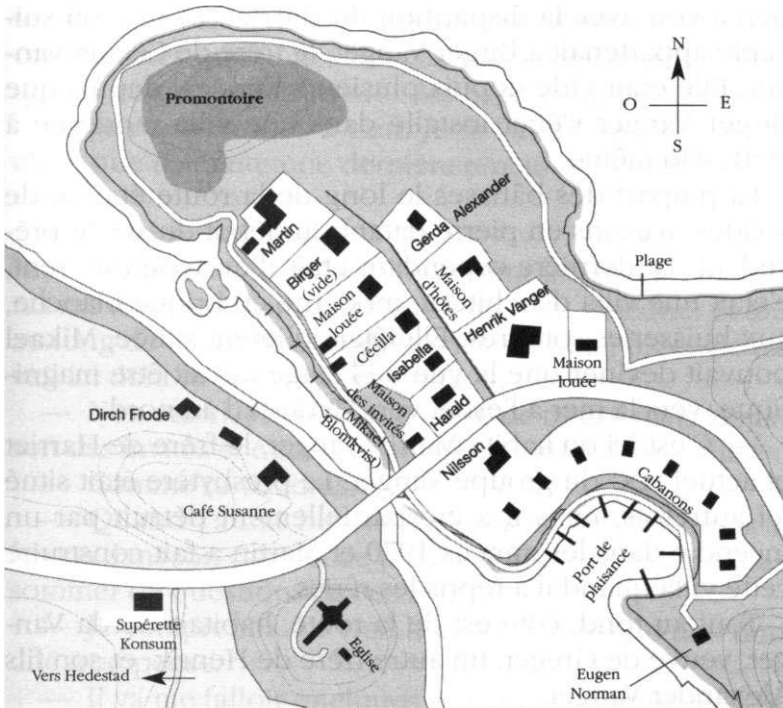 N
O
E
S
Promontoire
Martin
Birger
(vide)
Maison
louée
Cécilia
Isabella
Maison
des invités
(Mikael
Blomkvist)
Harald
Gerda Alexander
Maison
d'hôtes
Henrik Vanger
Maison
louée
Plage
Nilsson
Cabanons
Port de
plaisance
Dirch Frode
Café Susanne
Supérette
Konsum
Vers Hedestad
Eglise
Eugen
Norman